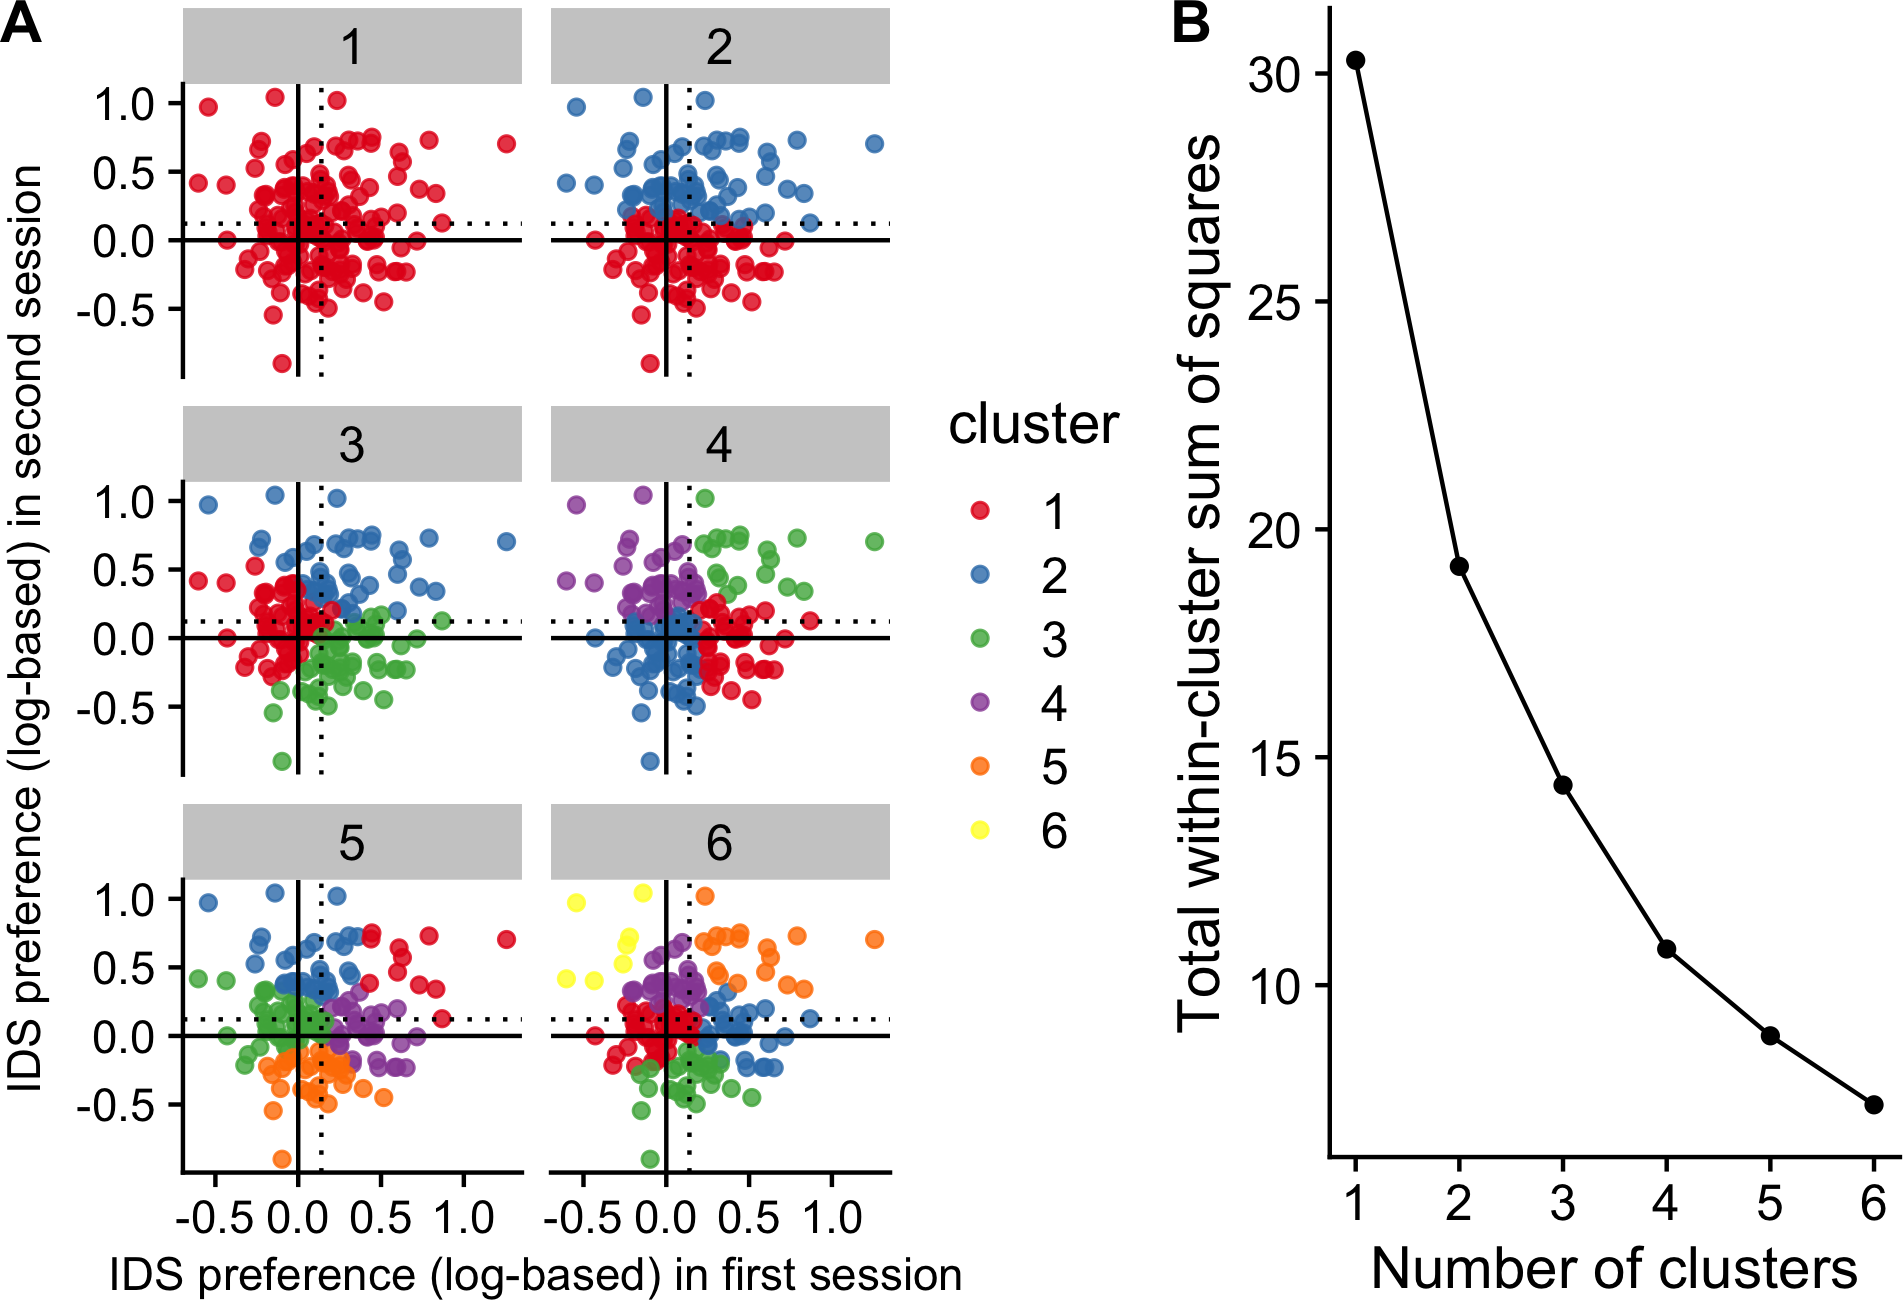 A
1
2
1.0
0.5
0.0
-0.5
3
4
1.0
0.5
0.0
-0.5
5
6
1.0
0.5
0.0
-0.5
-0.5 0.0 0.5 1.0
-0.5 0.0 0.5 1.0
IDS preference (log-based) in first session
IDS preference (log-based) in second session
cluster
1
2
3
4
5
6
B
30
25
20
15
10
1 2 3 4 5 6
Number of clusters
Total within-cluster sum of squares